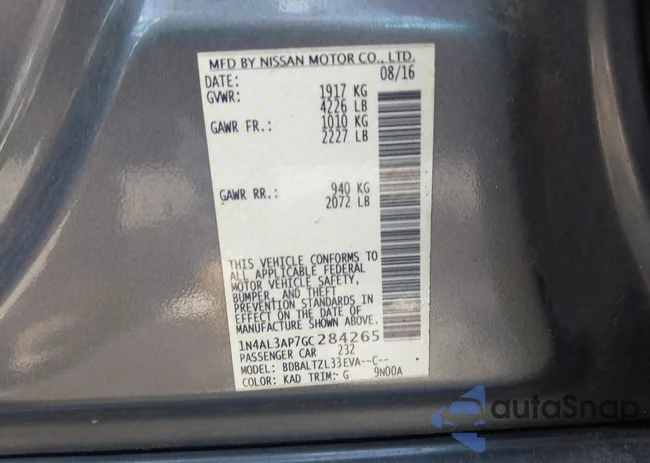 MFD BY NISSAN MOTOR CO., LTD.
DATE: 08/16
GVWR: 1917 KG
4226 LB
GAWR FR.: 1010 KG
2227 LB
GAWR RR.: 940 KG
2072 LB
THIS VEHICLE CONFORMS TO
ALL APPLICABLE FEDERAL
MOTOR VEHICLE SAFETY,
BUMPER, AND THEFT
PREVENTION STANDARDS IN
EFFECT ON THE DATE OF
MANUFACTURE SHOWN ABOVE.
1N4AL3AP7GC284265
PASSENGER CAR 232
MODEL: BDBALTZL33EVA--C--
COLOR: KAD TRIM: G 9N00A
autaSnap